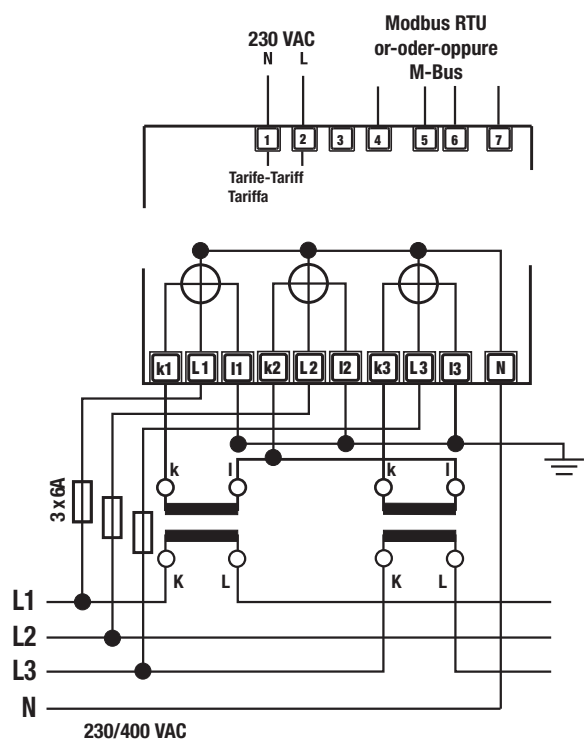 230 VAC
N L
Modbus RTU
or-oder-oppure
M-Bus
1 2 3 4 5 6 7
Tarife-Tariff
Tariffa
k1 L1 l1 k2 L2 l2 k3 L3 l3 N
k l k l
3 x 6A
K L K L
L1
L2
L3
N
230/400 VAC